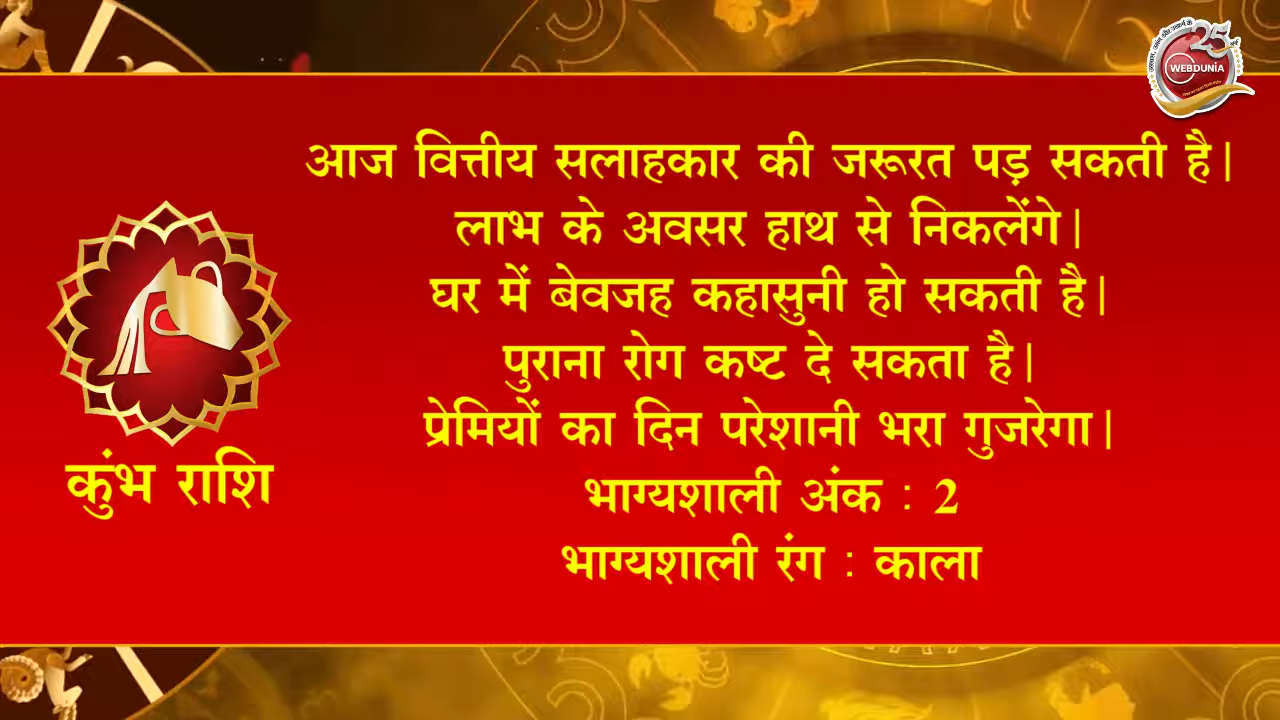 आज वित्तीय सलाहकार की जरूरत पड़ सकती है।
लाभ के अवसर हाथ से निकलेंगे।
घर में बेवजह कहासुनी हो सकती है।
पुराना रोग कष्ट दे सकता है।
प्रेमियों का दिन परेशानी भरा गुजरेगा।
भाग्यशाली अंक : 2
भाग्यशाली रंग : काला
कुंभ राशि
25
WEBDUNIA